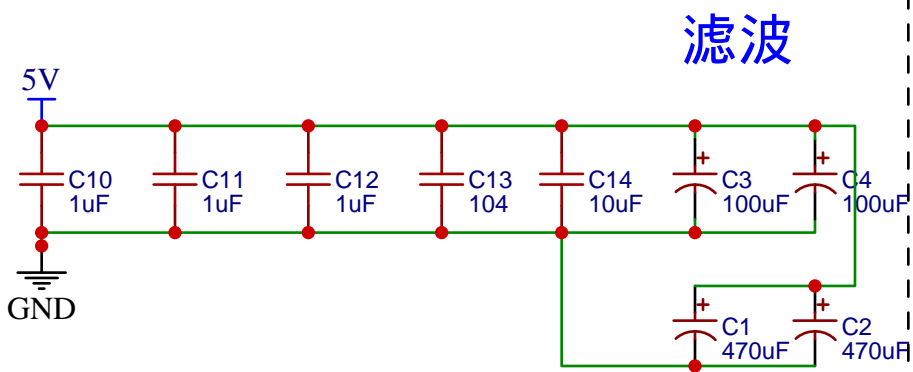 滤波
5V
C10
1uF
C11
1uF
C12
1uF
C13
104
C14
10uF
C3
100uF
C4
100uF
GND
C1
470uF
C2
470uF